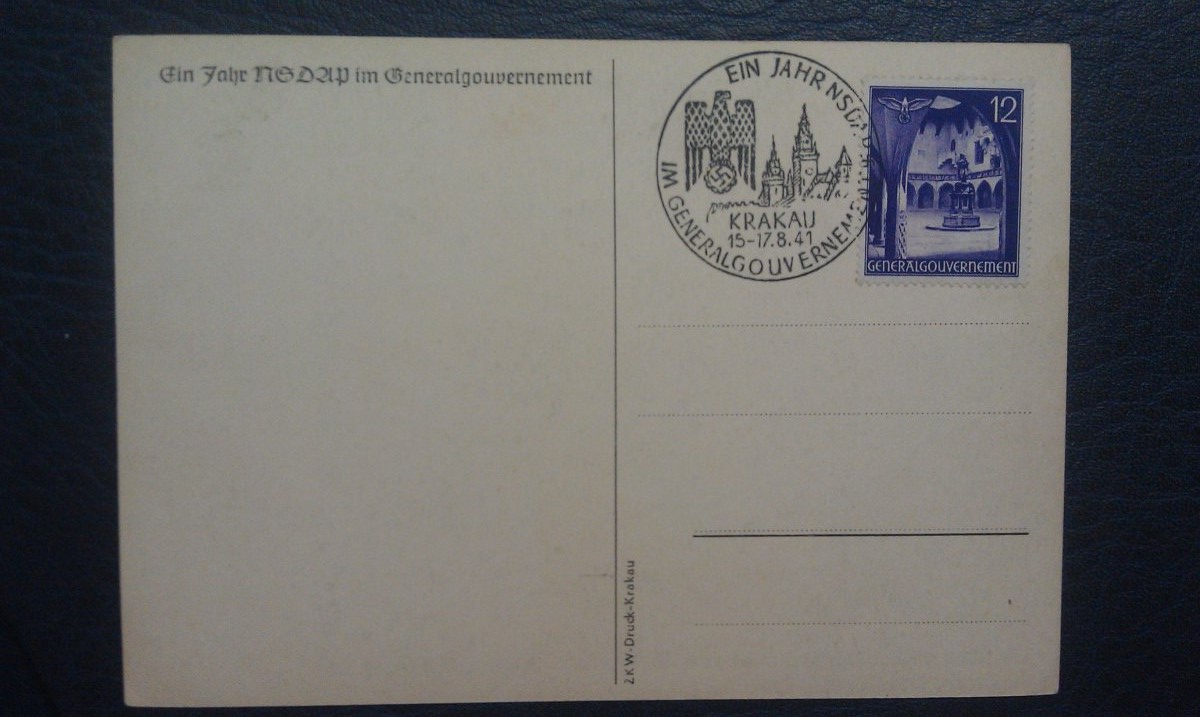 Ein Jahr NSDAP im Generalgouvernement
EIN JAHR NSDAP
IM GENERALGOUVERNEMENT
KRAKAU
15-17.8.41
12
GENERALGOUVERNEMENT
ZKW-Druck-Krakau